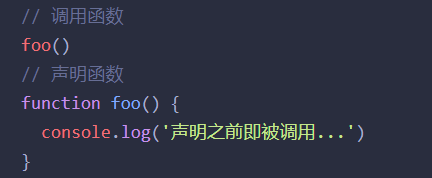 // 调用函数
foo()
// 声明函数
function foo() {
  console.log('声明之前即被调用...')
}